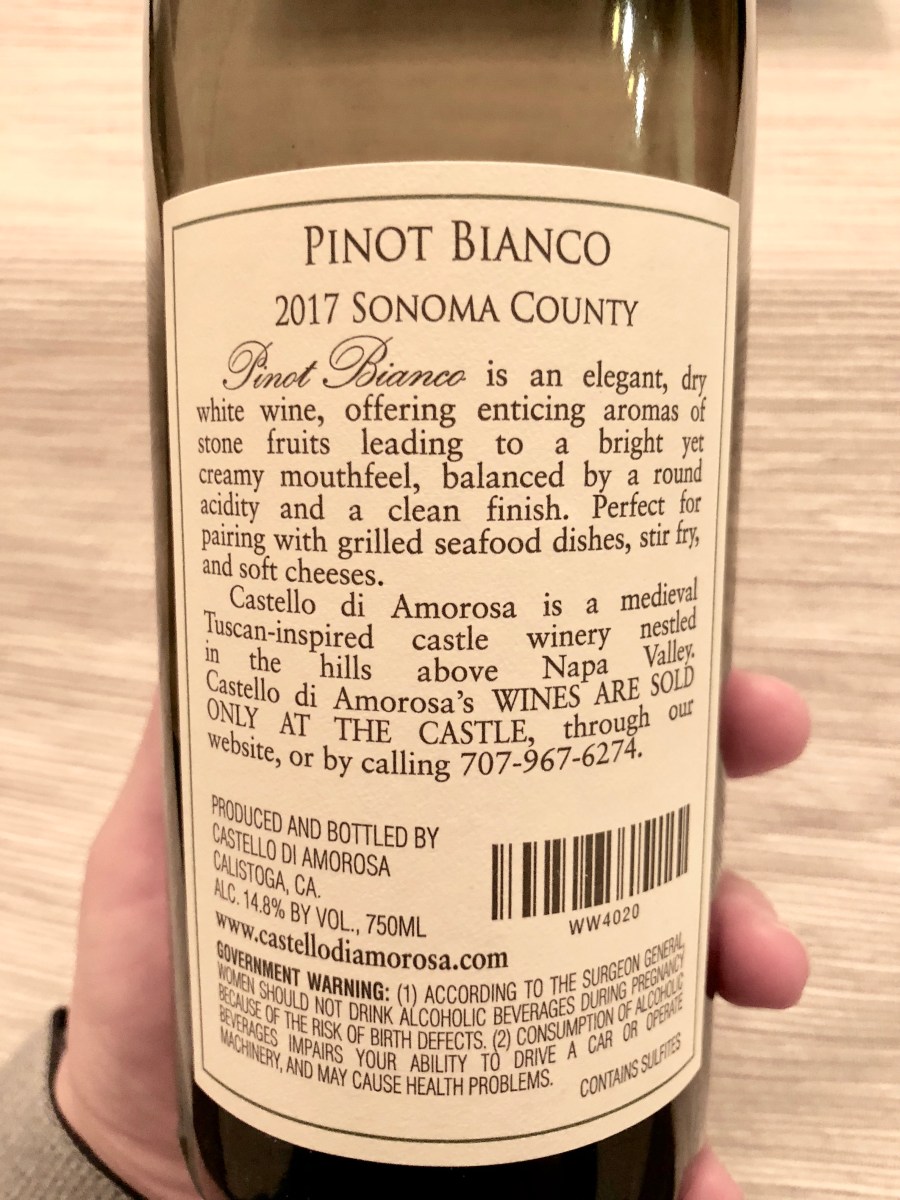 PINOT BIANCO
2017 SONOMA COUNTY
Pinot Bianco is an elegant, dry
white wine, offering enticing aromas of
stone fruits leading to a bright yet
creamy mouthfeel, balanced by a round
acidity and a clean finish. Perfect for
pairing with grilled seafood dishes, stir fry,
and soft cheeses.
Castello di Amorosa is a medieval
Tuscan-inspired castle winery nestled
in the hills above Napa Valley.
Castello di Amorosa's WINES ARE SOLD
ONLY AT THE CASTLE, through our
website, or by calling 707-967-6274.
PRODUCED AND BOTTLED BY
CASTELLO DI AMOROSA
CALISTOGA, CA.
ALC. 14.8% BY VOL., 750ML
WW4020
www.castellodiamorosa.com
GOVERNMENT WARNING: (1) ACCORDING TO THE SURGEON GENERAL,
WOMEN SHOULD NOT DRINK ALCOHOLIC BEVERAGES DURING PREGNANCY
BECAUSE OF THE RISK OF BIRTH DEFECTS. (2) CONSUMPTION OF ALCOHOLIC
BEVERAGES IMPAIRS YOUR ABILITY TO DRIVE A CAR OR OPERATE
MACHINERY, AND MAY CAUSE HEALTH PROBLEMS.
CONTAINS SULFITES